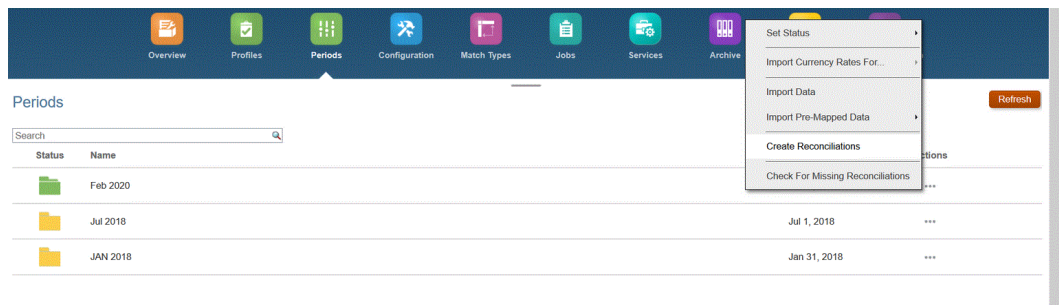 Overview
Profiles
Periods
Configuration
Match Types
Jobs
Services
Archive
Set Status
Import Currency Rates For...
Import Data
Import Pre-Mapped Data
Create Reconciliations
Check For Missing Reconciliations
Periods
Refresh
Search
Status Name ctions
Feb 2020 •••
Jul 2018 Jul 1, 2018 •••
JAN 2018 Jan 31, 2018 •••